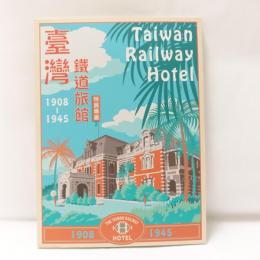 臺灣
鐵道旅館
1908
1945
Taiwan
Railway
Hotel
THE TAIWAN RAILWAY
HOTEL
1908
1945